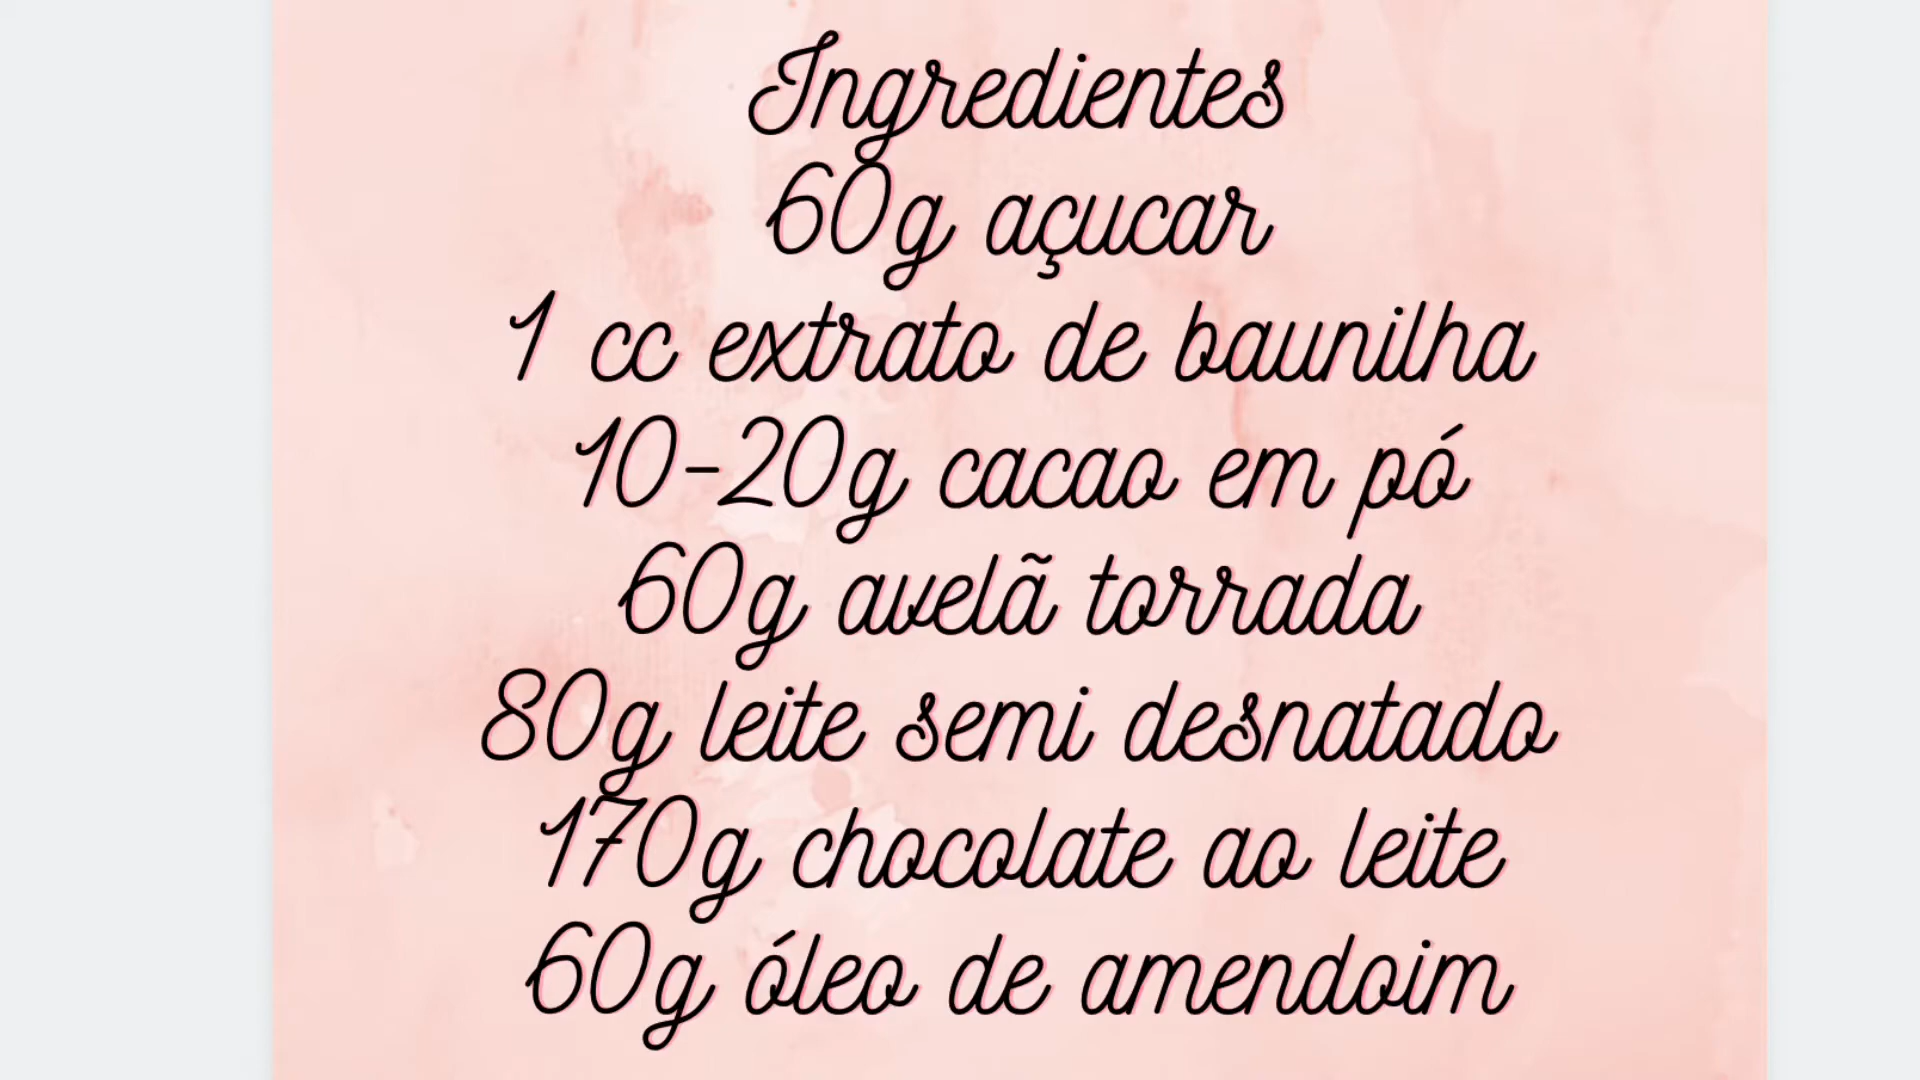 Ingredientes
60g açucar
1 cc extrato de baunilha
10-20g cacao em pó
60g avelã torrada
80g leite semi desnatado
170g chocolate ao leite
60g óleo de amendoim